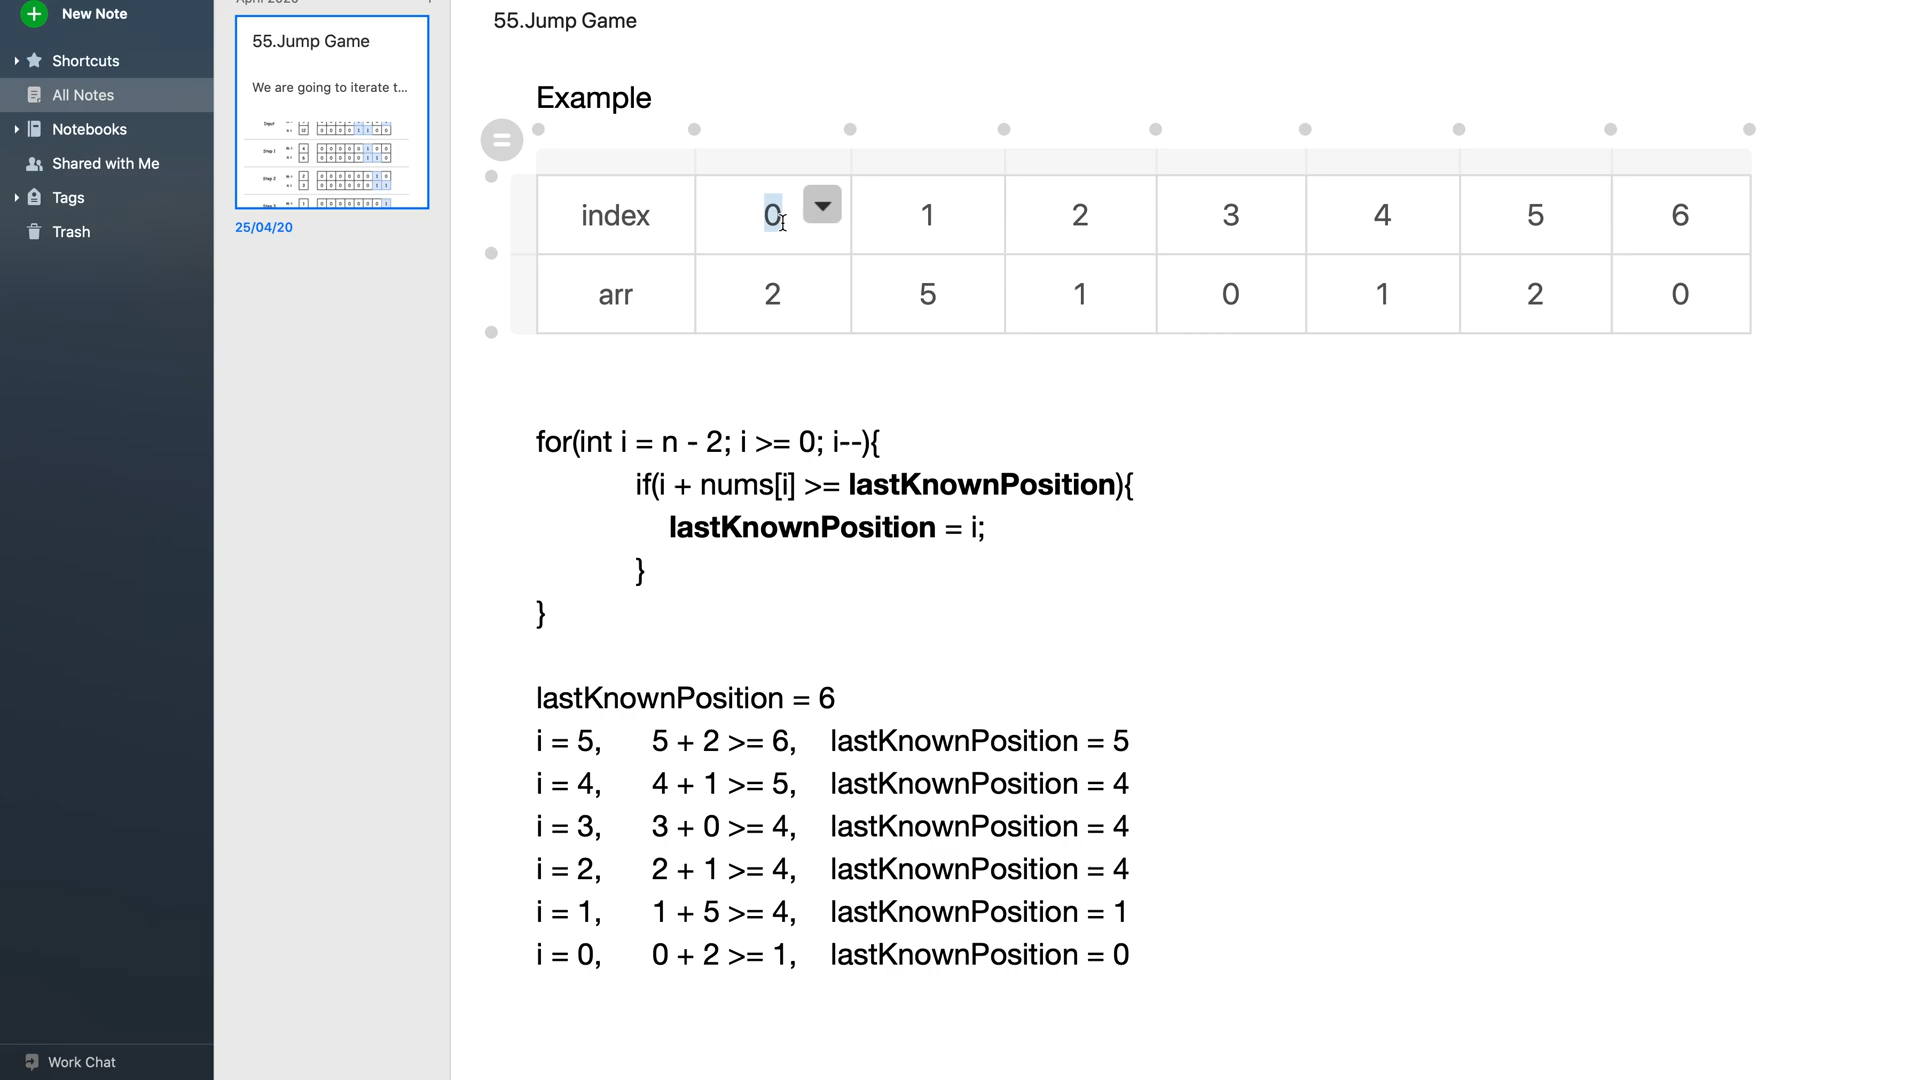 New Note
Shortcuts
All Notes
Notebooks
Shared with Me
Tags
Trash
Work Chat
55.Jump Game
We are going to iterate t...
25/04/20
55.Jump Game
Example
index 0 1 2 3 4 5 6
arr 2 5 1 0 1 2 0
for(int i = n - 2; i >= 0; i--){
if(i + nums[i] >= lastKnownPosition){
lastKnownPosition = i;
}
}
lastKnownPosition = 6
i = 5, 5 + 2 >= 6, lastKnownPosition = 5
i = 4, 4 + 1 >= 5, lastKnownPosition = 4
i = 3, 3 + 0 >= 4, lastKnownPosition = 4
i = 2, 2 + 1 >= 4, lastKnownPosition = 4
i = 1, 1 + 5 >= 4, lastKnownPosition = 1
i = 0, 0 + 2 >= 1, lastKnownPosition = 0